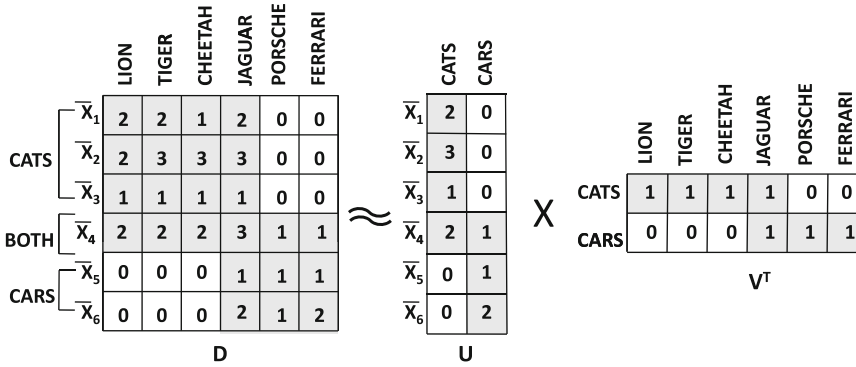 LION TIGER CHEETAH JAGUAR PORSCHE FERRARI
CATS
BOTH
CARS
X̅1 2 2 1 2 0 0
X̅2 2 3 3 3 0 0
X̅3 1 1 1 1 0 0
X̅4 2 2 2 3 1 1
X̅5 0 0 0 1 1 1
X̅6 0 0 0 2 1 2
D
≈
CATS CARS
X̅1 2 0
X̅2 3 0
X̅3 1 0
X̅4 2 1
X̅5 0 1
X̅6 0 2
U
X
LION TIGER CHEETAH JAGUAR PORSCHE FERRARI
CATS 1 1 1 1 0 0
CARS 0 0 0 1 1 1
Vᵀ